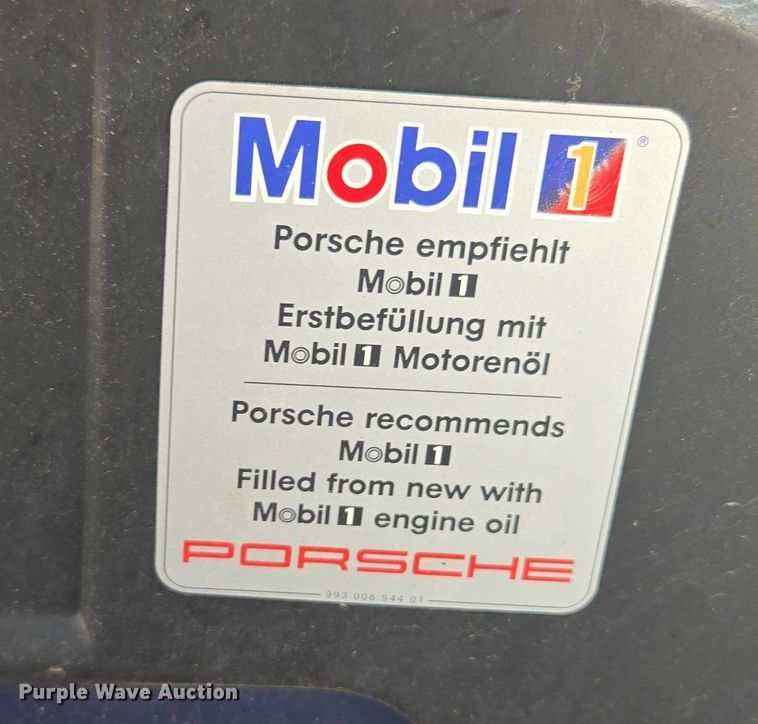 Mobil 1 ®
Porsche empfiehlt
Mobil 1
Erstbefüllung mit
Mobil 1 Motorenöl
Porsche recommends
Mobil 1
Filled from new with
Mobil 1 engine oil
PORSCHE
993.006.544 01
Purple Wave Auction